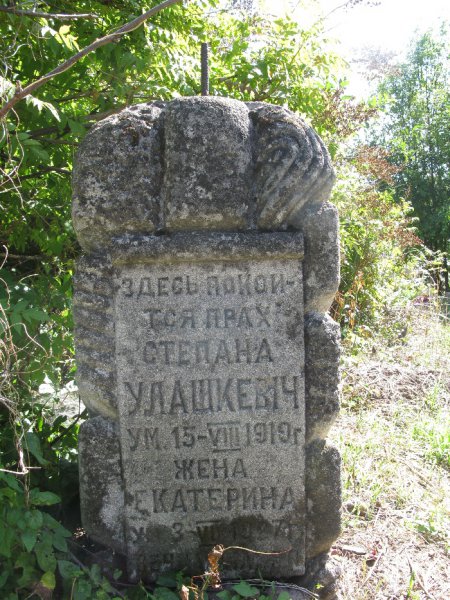 ЗДЕСЬ ПОКОИ-
ТСЯ ПРАХ
СТЕПАНА
УЛАШКЕВИЧ
УМ. 15-VIII 1919г
ЖЕНА
ЕКАТЕРИНА